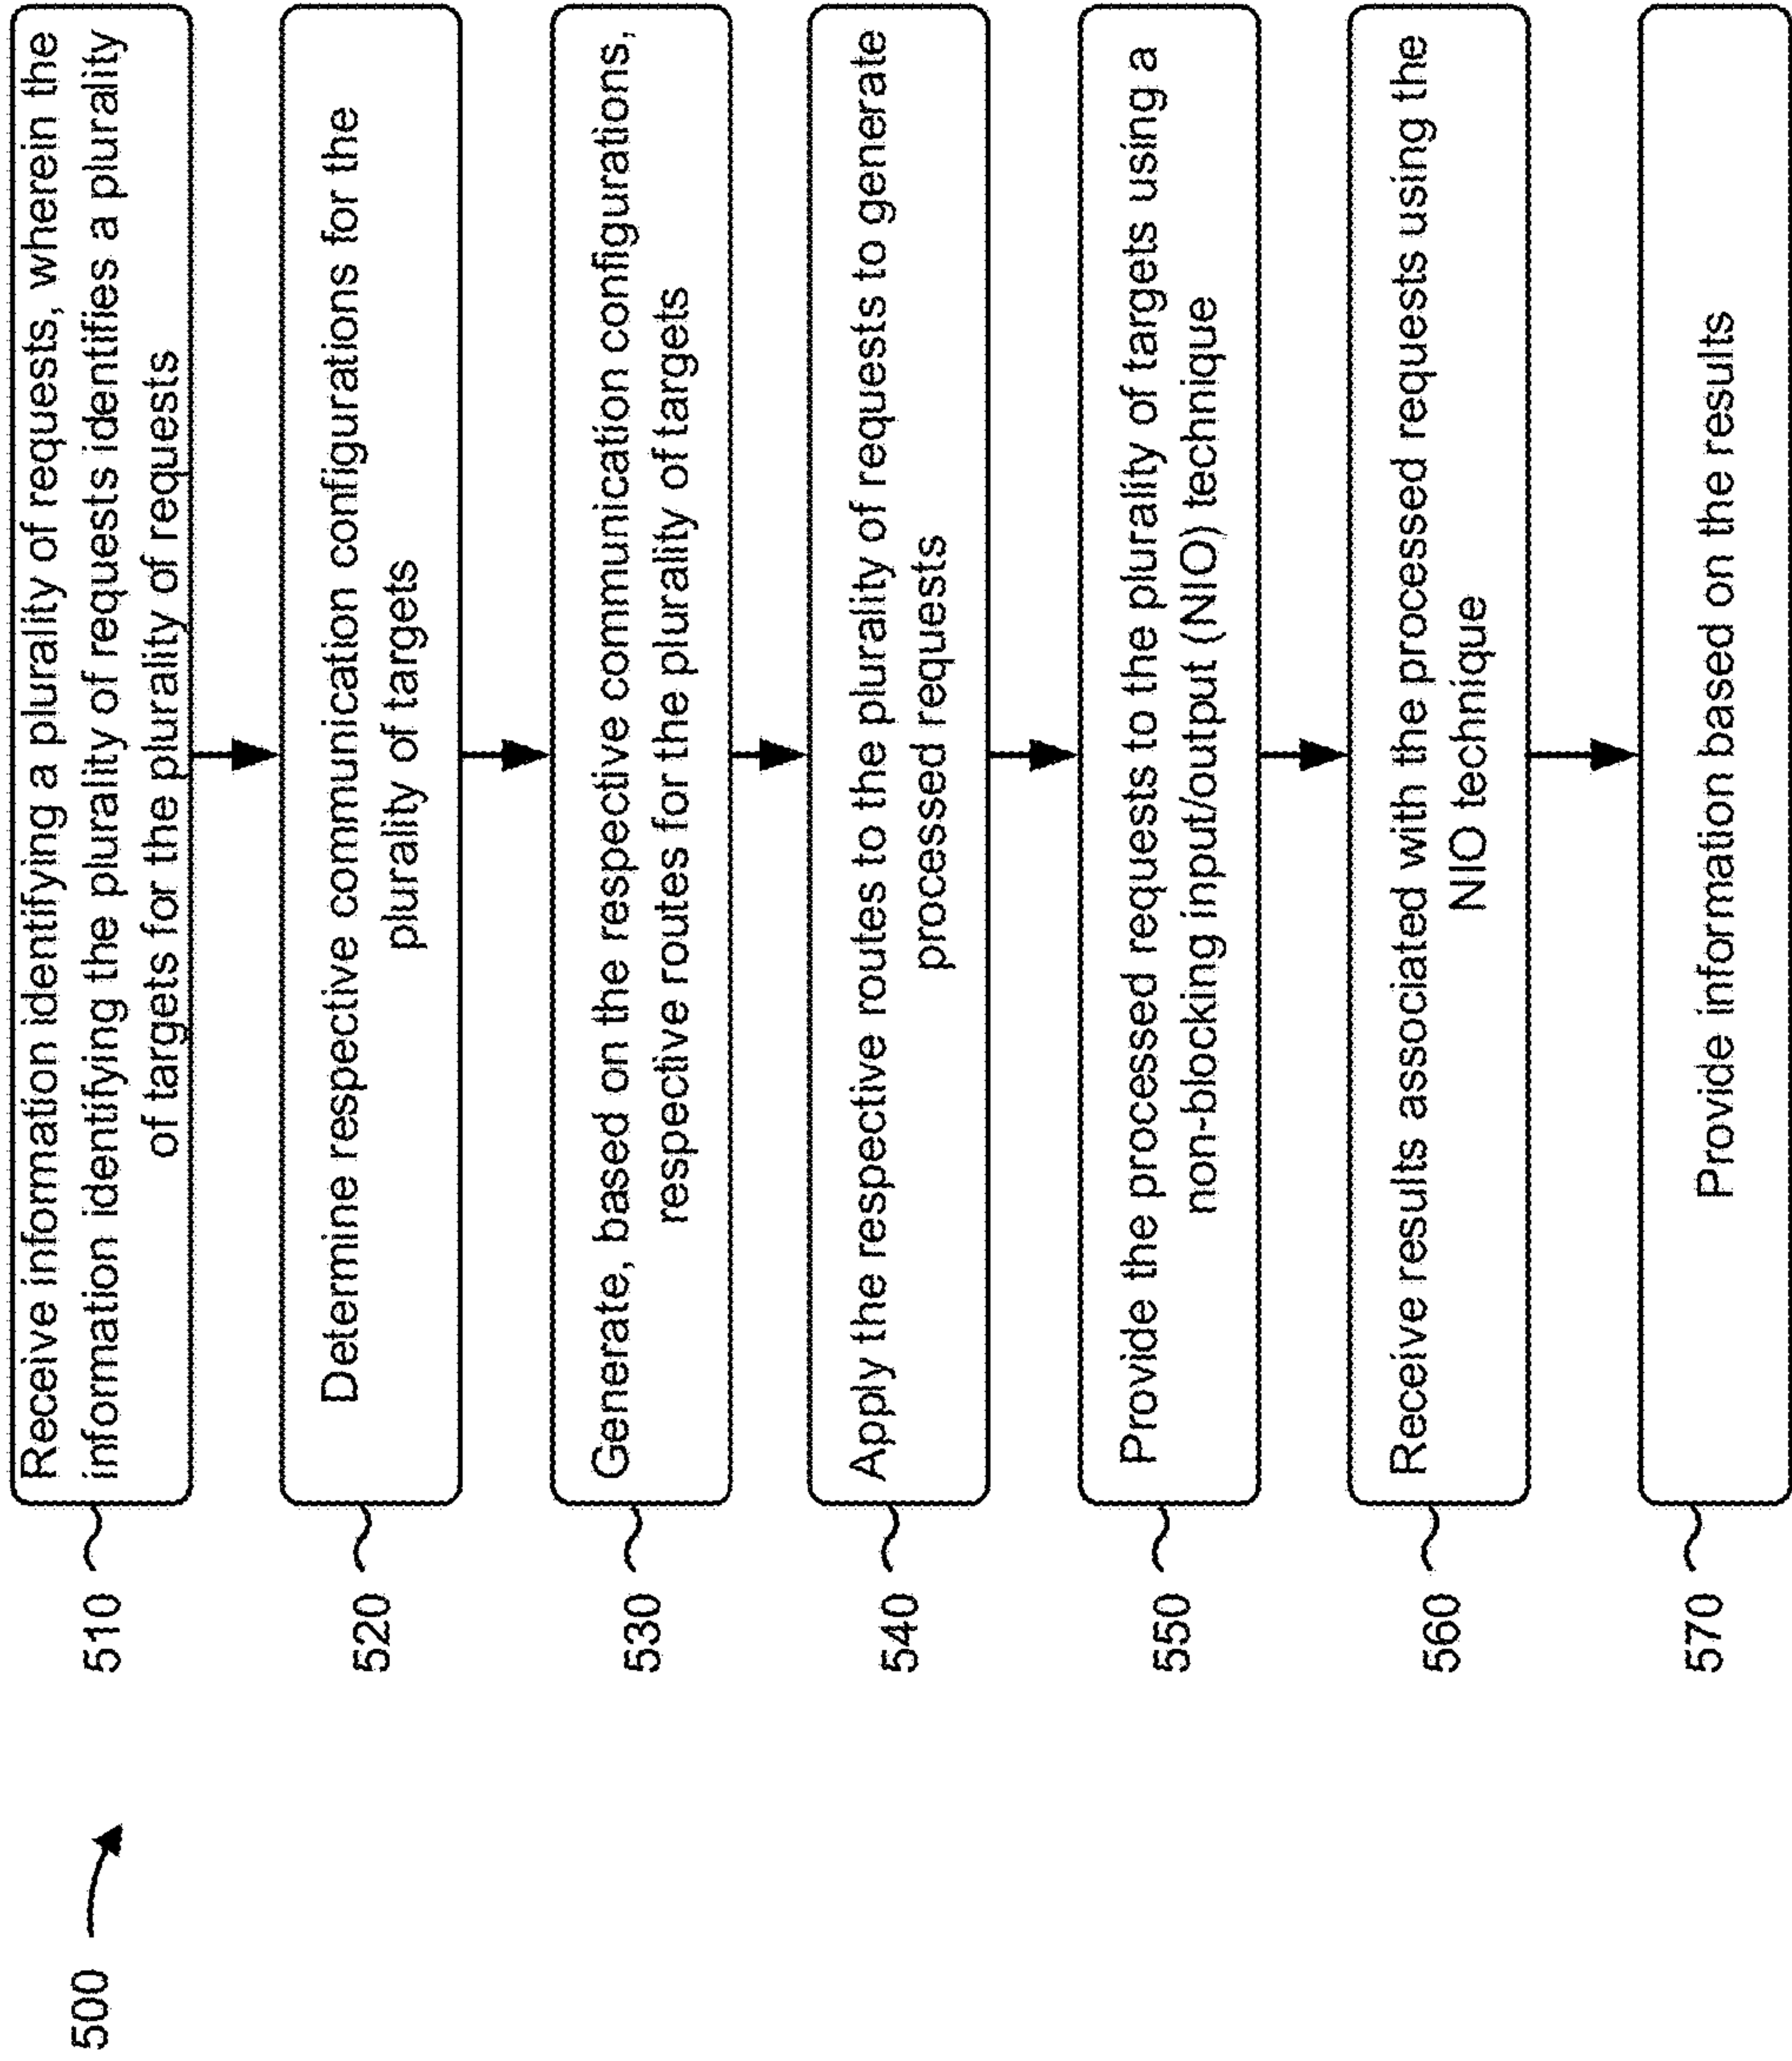 500
510
Receive information identifying a plurality of requests, wherein the
information identifying the plurality of requests identifies a plurality
of targets for the plurality of requests
520
Determine respective communication configurations for the
plurality of targets
530
Generate, based on the respective communication configurations,
respective routes for the plurality of targets
540
Apply the respective routes to the plurality of requests to generate
processed requests
550
Provide the processed requests to the plurality of targets using a
non-blocking input/output (NIO) technique
560
Receive results associated with the processed requests using the
NIO technique
570
Provide information based on the results